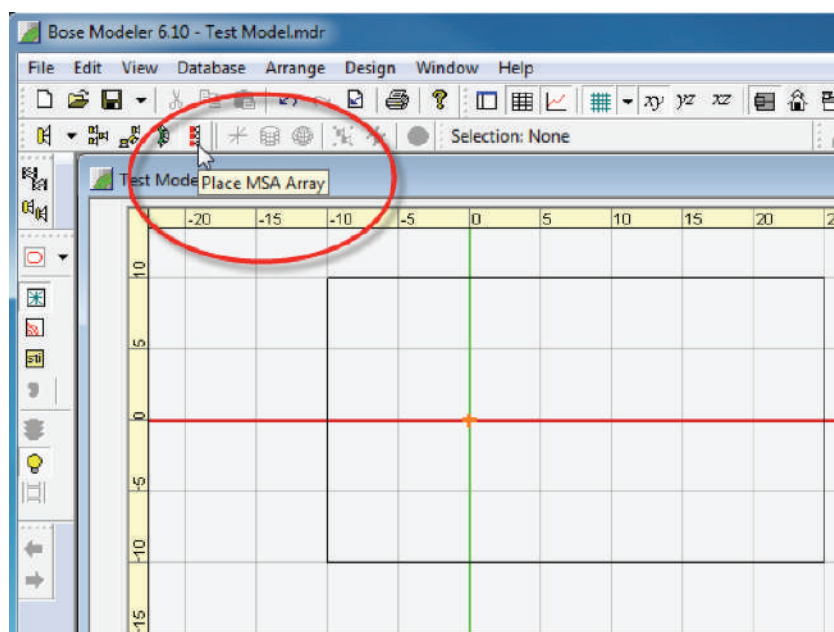 Bose Modeler 6.10 - Test Model.mdr
File Edit View Database Arrange Design Window Help
xy yz xz
Selection: None
Place MSA Array
-20 -15 -10 -5 0 5 10 15 20
10
5
0
sti
-5
-10
-15